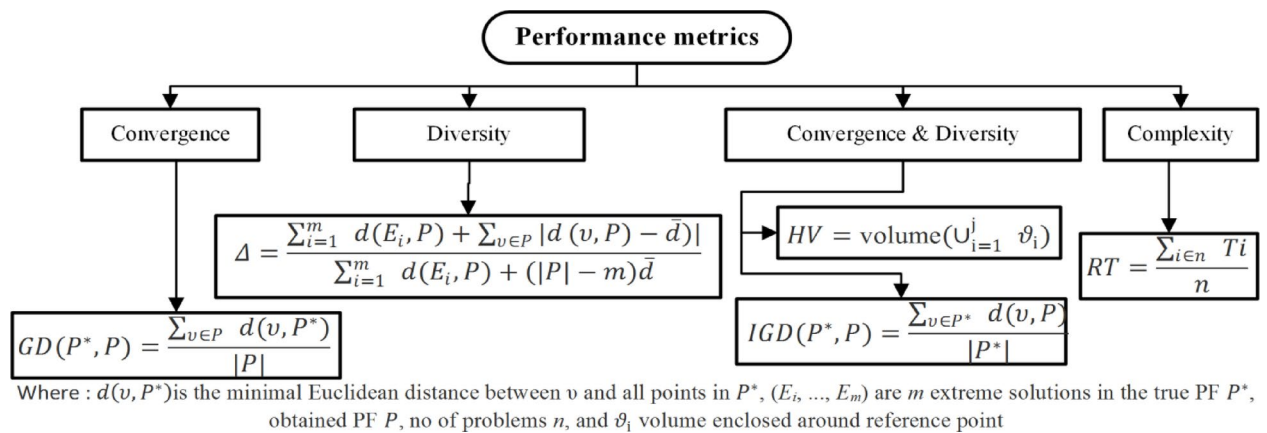 Performance metrics
Convergence
Diversity
Convergence & Diversity
Complexity
Δ = (∑_{i=1}^{m} d(E_i, P) + ∑_{υ∈P} |d (υ, P) − d̄)|) / (∑_{i=1}^{m} d(E_i, P) + (|P| − m)d̄)
HV = volume(∪_{i=1}^{j} ϑ_i)
RT = (∑_{i∈n} Ti) / n
GD(P*, P) = (∑_{υ∈P} d(υ, P*)) / |P|
IGD(P*, P) = (∑_{υ∈P*} d(υ, P)) / |P*|
Where : d(υ, P*)is the minimal Euclidean distance between υ and all points in P*, (E_i, ..., E_m) are m extreme solutions in the true PF P*,
obtained PF P, no of problems n, and ϑ_i volume enclosed around reference point